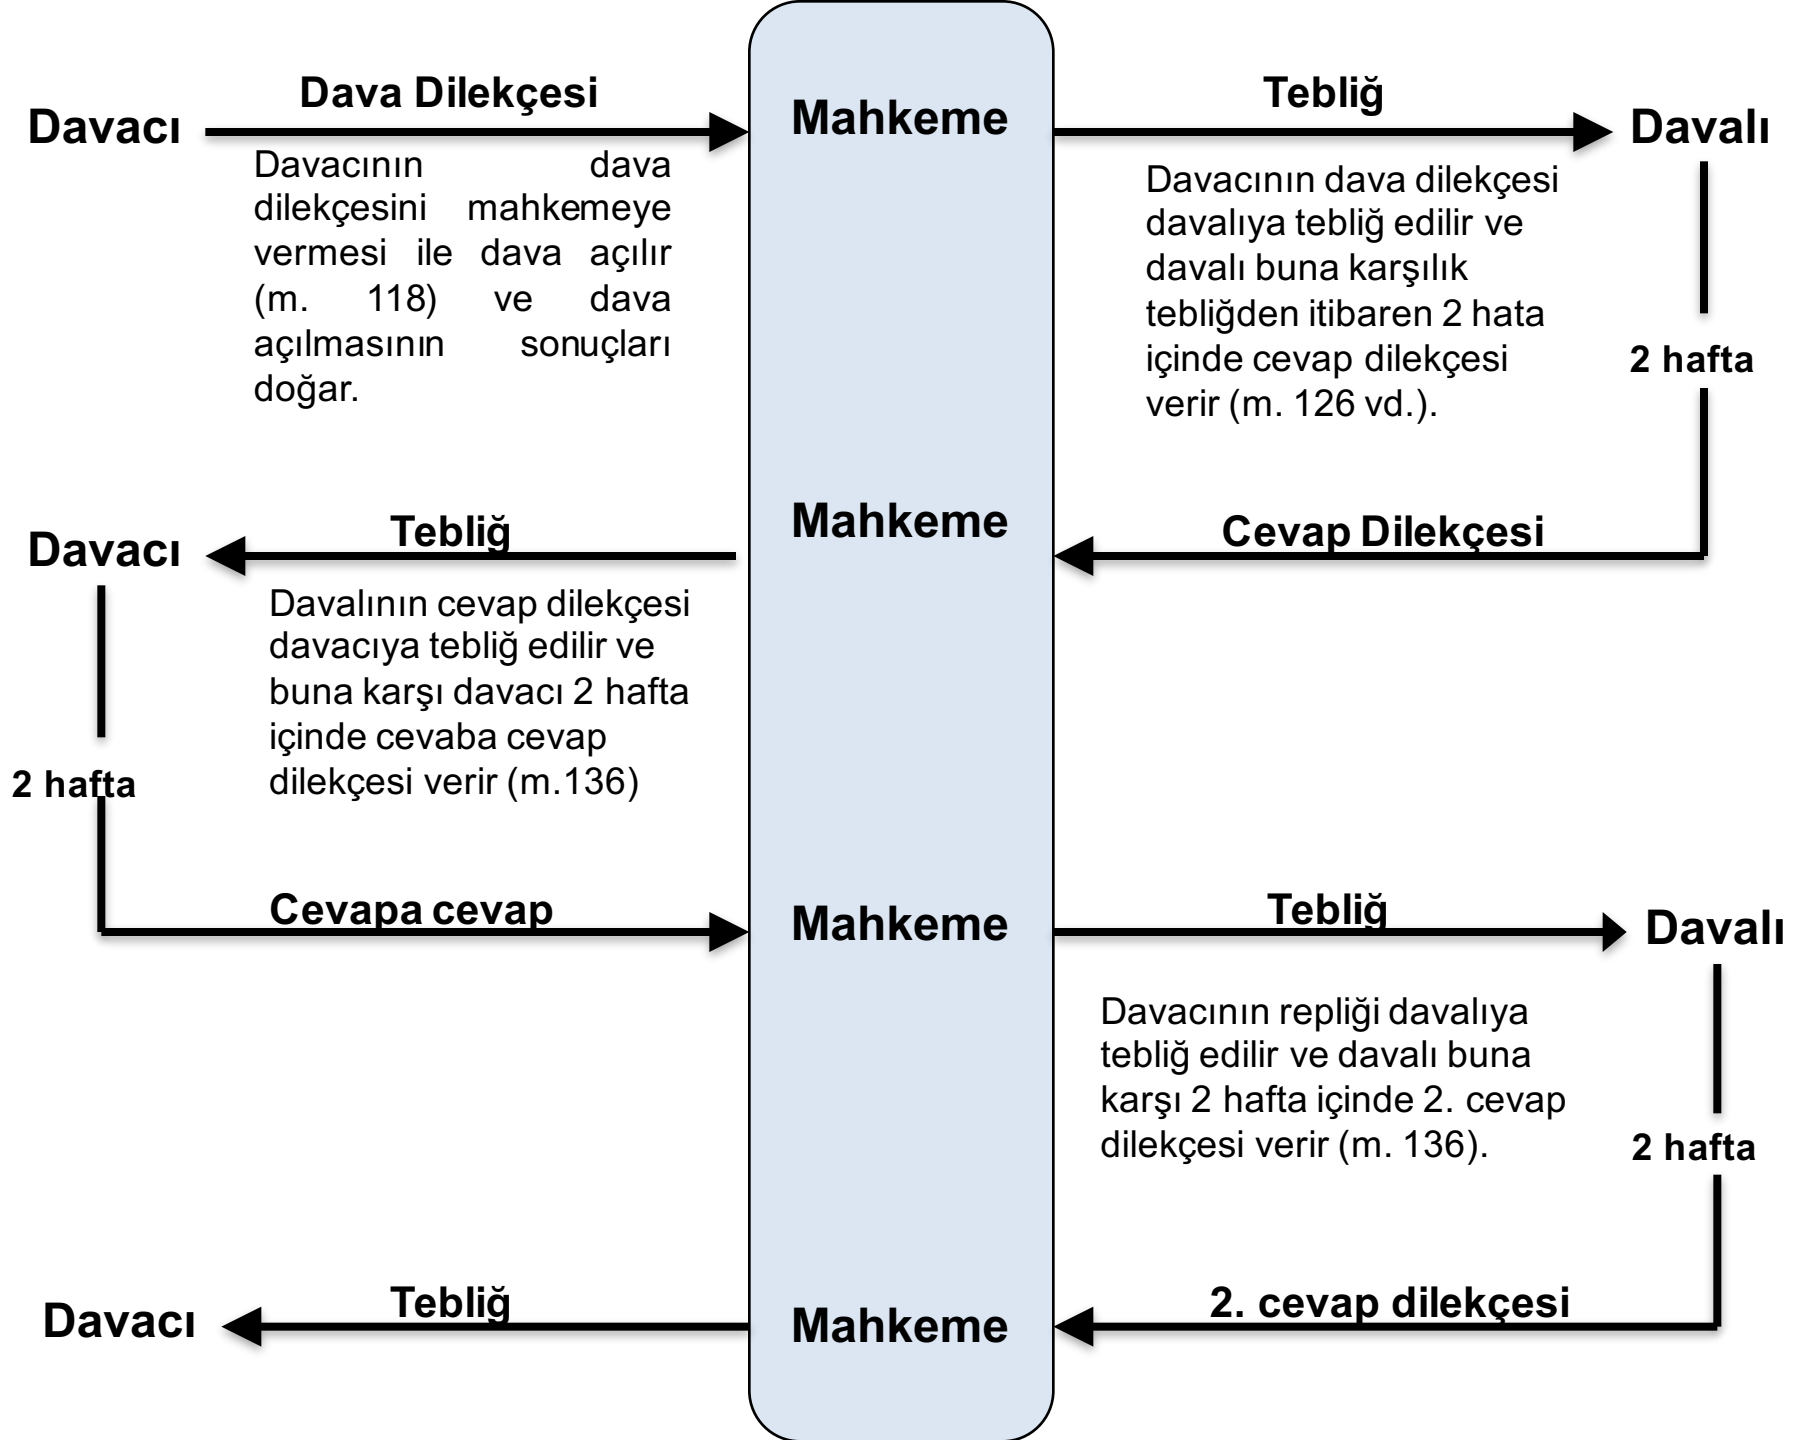 Dava Dilekçesi
Davacı
Mahkeme
Tebliğ
Davalı
Davacının dava
dilekçesini mahkemeye
vermesi ile dava açılır
(m. 118) ve dava
açılmasının sonuçları
doğar.
Davacının dava dilekçesi
davalıya tebliğ edilir ve
davalı buna karşılık
tebliğden itibaren 2 hata
içinde cevap dilekçesi
verir (m. 126 vd.).
2 hafta
Cevap Dilekçesi
Mahkeme
Tebliğ
Davacı
Davalının cevap dilekçesi
davacıya tebliğ edilir ve
buna karşı davacı 2 hafta
içinde cevaba cevap
dilekçesi verir (m.136)
2 hafta
Cevapa cevap
Mahkeme
Tebliğ
Davalı
Davacının repliği davalıya
tebliğ edilir ve davalı buna
karşı 2 hafta içinde 2. cevap
dilekçesi verir (m. 136).
2 hafta
2. cevap dilekçesi
Mahkeme
Tebliğ
Davacı